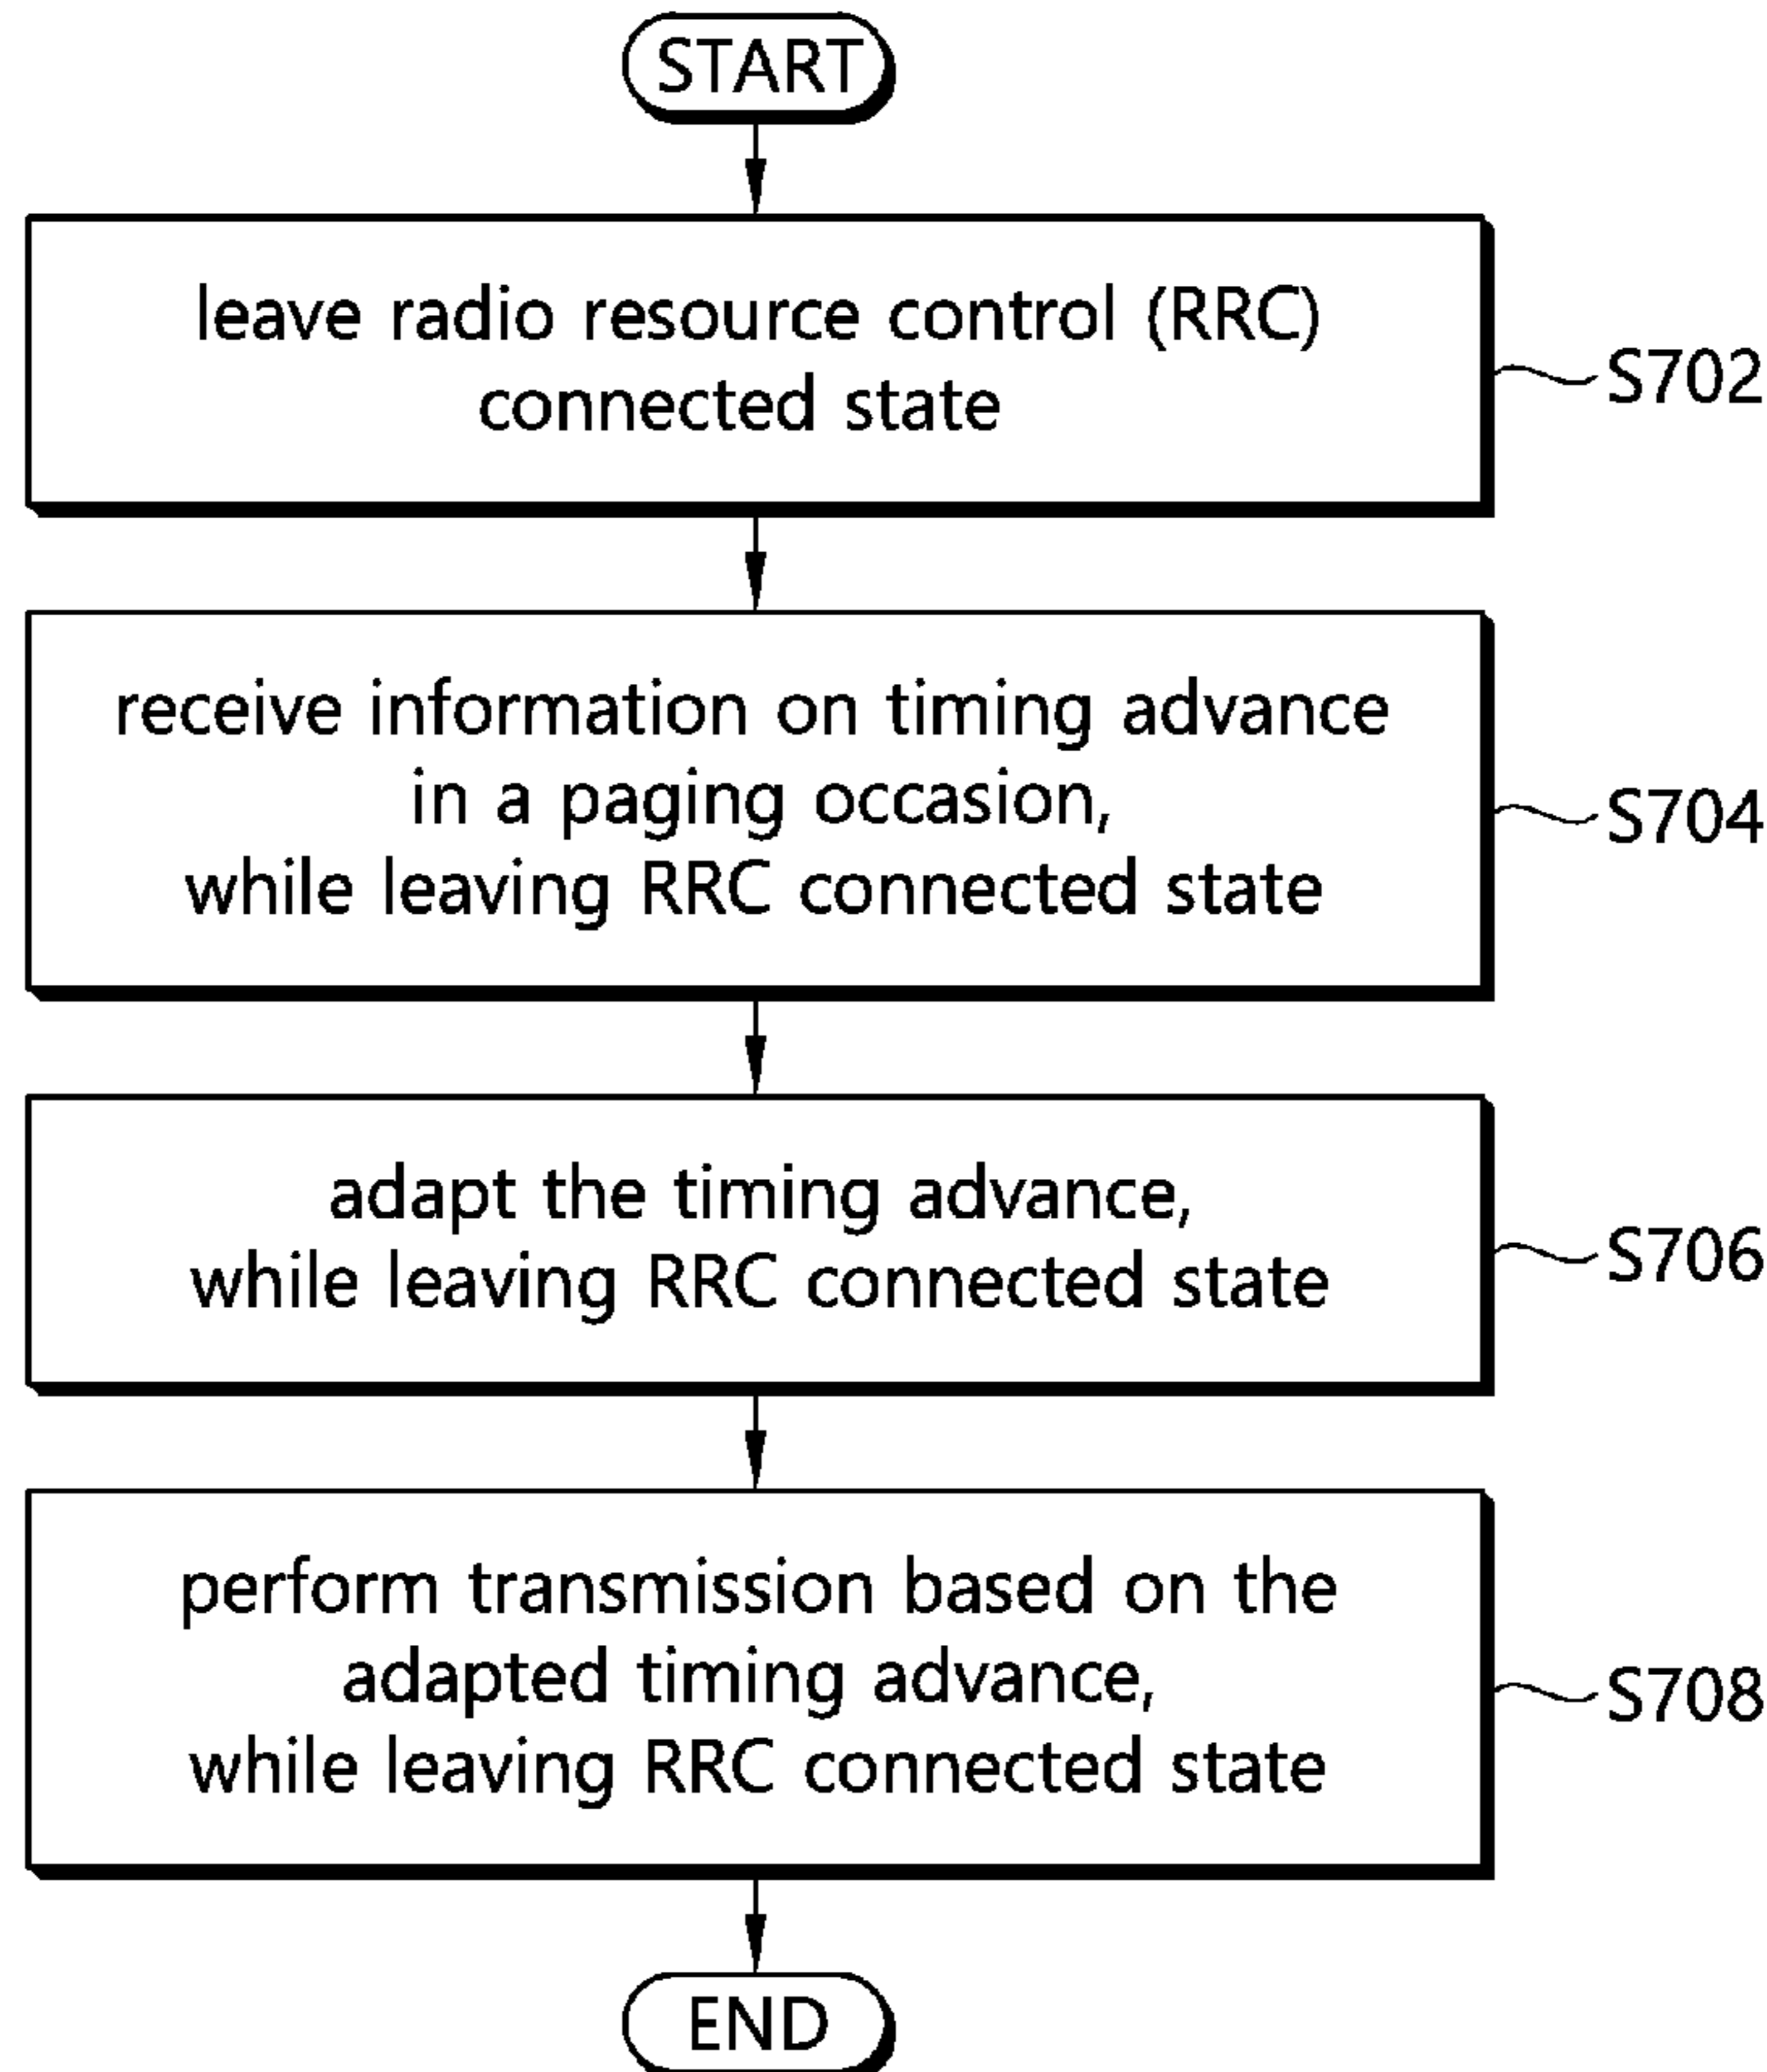 START
leave radio resource control (RRC)
connected state
S702
receive information on timing advance
in a paging occasion,
while leaving RRC connected state
S704
adapt the timing advance,
while leaving RRC connected state
S706
perform transmission based on the
adapted timing advance,
while leaving RRC connected state
S708
END